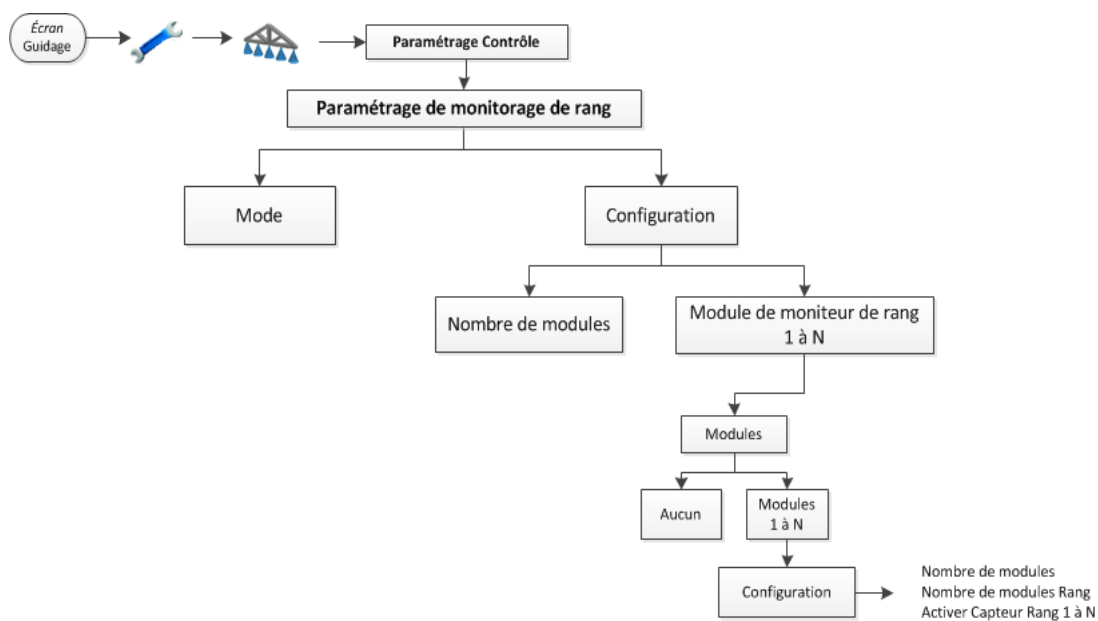 Écran
Guidage
Paramétrage Contrôle
Paramétrage de monitorage de rang
Mode
Configuration
Nombre de modules
Module de moniteur de rang
1 à N
Modules
Aucun
Modules
1 à N
Configuration
Nombre de modules
Nombre de modules Rang
Activer Capteur Rang 1 à N